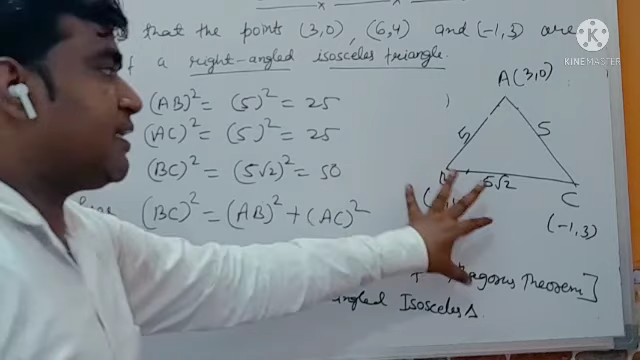 that the points (3,0), (6,4) and (-1,3) are
a right-angled isosceles triangle.
KINEMASTER
A(3,0)
(AB)² = (5)² = 25
(AC)² = (5)² = 25
5
5
(BC)² = (5√2)² = 50
5√2
C
(BC)² = (AB)² + (AC)²
(-1,3)
Theorem]
Isosceles Δ.